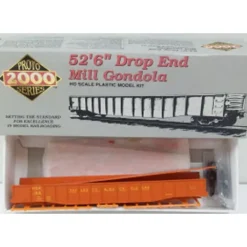 PROTO
2000
SERIES
52'6" Drop End
Mill Gondola
HO SCALE PLASTIC MODEL KIT
SETTING THE STANDARD
FOR EXCELLENCE
IN MODEL RAILROADING